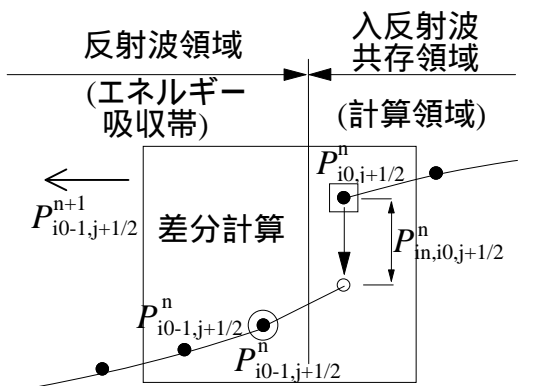 反射波領域
(エネルギー
吸収帯)
入反射波
共存領域
(計算領域)
P^n_{i0,j+1/2}
P^{n+1}_{i0-1,j+1/2}
差分計算
P^n_{in,i0,j+1/2}
P^n_{i0-1,j+1/2}
P^n_{i0-1,j+1/2}